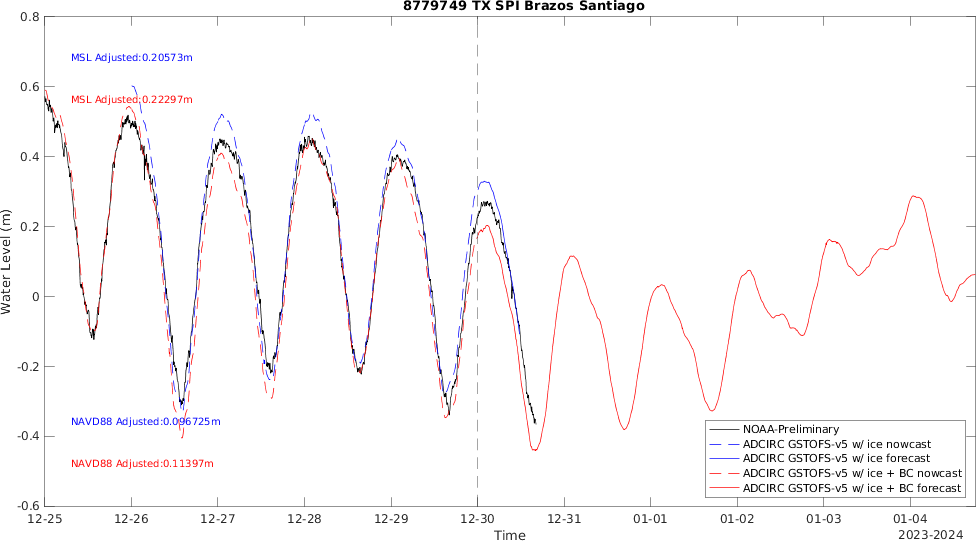 8779749 TX SPI Brazos Santiago
0.8
0.6
0.4
0.2
0
-0.2
-0.4
-0.6
Water Level (m)
MSL Adjusted:0.20573m
MSL Adjusted:0.22297m
NAVD88 Adjusted:0.096725m
NAVD88 Adjusted:0.11397m
NOAA-Preliminary
ADCIRC GSTOFS-v5 w/ ice nowcast
ADCIRC GSTOFS-v5 w/ ice forecast
ADCIRC GSTOFS-v5 w/ ice + BC nowcast
ADCIRC GSTOFS-v5 w/ ice + BC forecast
12-25 12-26 12-27 12-28 12-29 12-30 12-31 01-01 01-02 01-03 01-04
Time
2023-2024